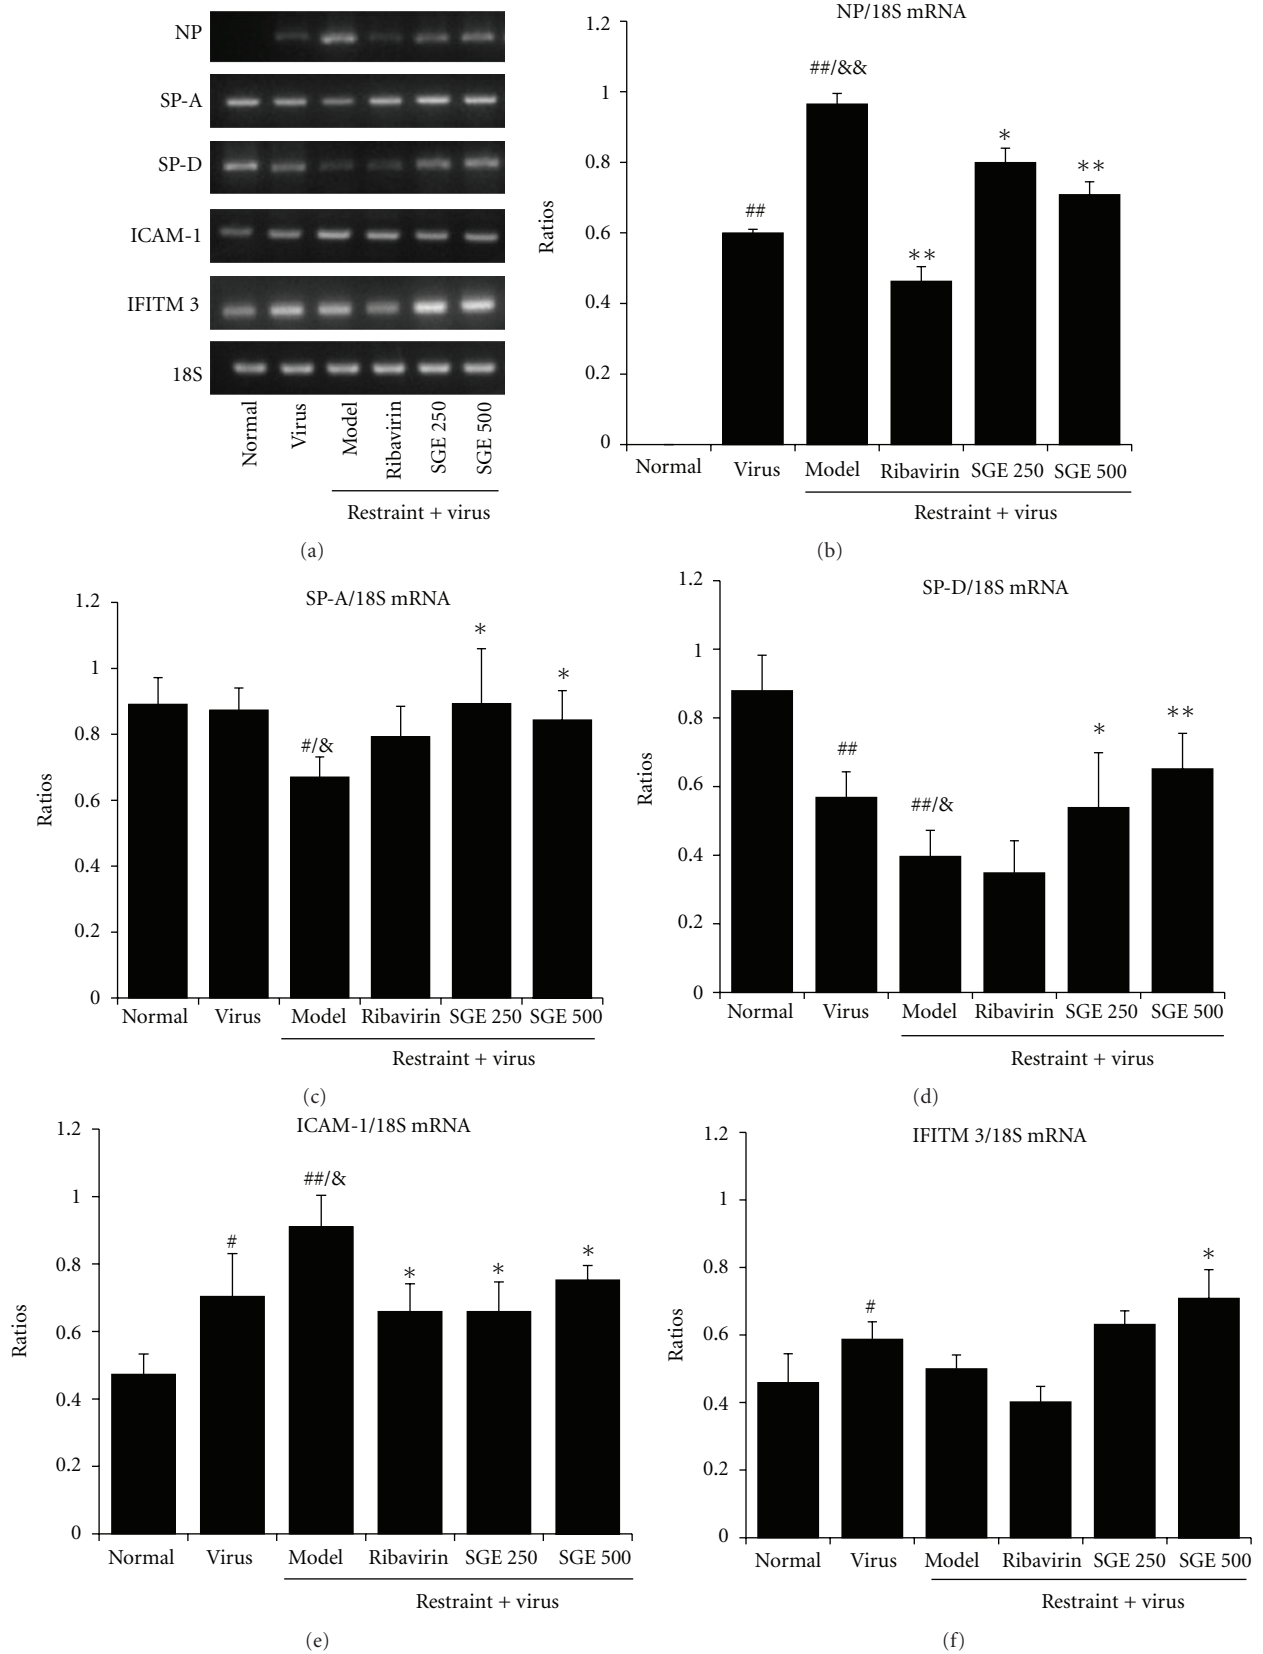 NP
SP-A
SP-D
ICAM-1
IFITM 3
18S
Normal
Virus
Model
Ribavirin
SGE 250
SGE 500
Restraint + virus
(a)
NP/18S mRNA
Ratios
1.2
1
0.8
0.6
0.4
0.2
0
##
##/&&
**
*
**
Normal Virus Model Ribavirin SGE 250 SGE 500
Restraint + virus
(b)
SP-A/18S mRNA
Ratios
1.2
1
0.8
0.6
0.4
0.2
0
#/&
*
*
Normal Virus Model Ribavirin SGE 250 SGE 500
Restraint + virus
(c)
SP-D/18S mRNA
Ratios
1.2
1
0.8
0.6
0.4
0.2
0
##
##/&
*
**
Normal Virus Model Ribavirin SGE 250 SGE 500
Restraint + virus
(d)
ICAM-1/18S mRNA
Ratios
1.2
1
0.8
0.6
0.4
0.2
0
#
##/&
*
*
*
Normal Virus Model Ribavirin SGE 250 SGE 500
Restraint + virus
(e)
IFITM 3/18S mRNA
Ratios
1.2
1
0.8
0.6
0.4
0.2
0
#
*
Normal Virus Model Ribavirin SGE 250 SGE 500
Restraint + virus
(f)